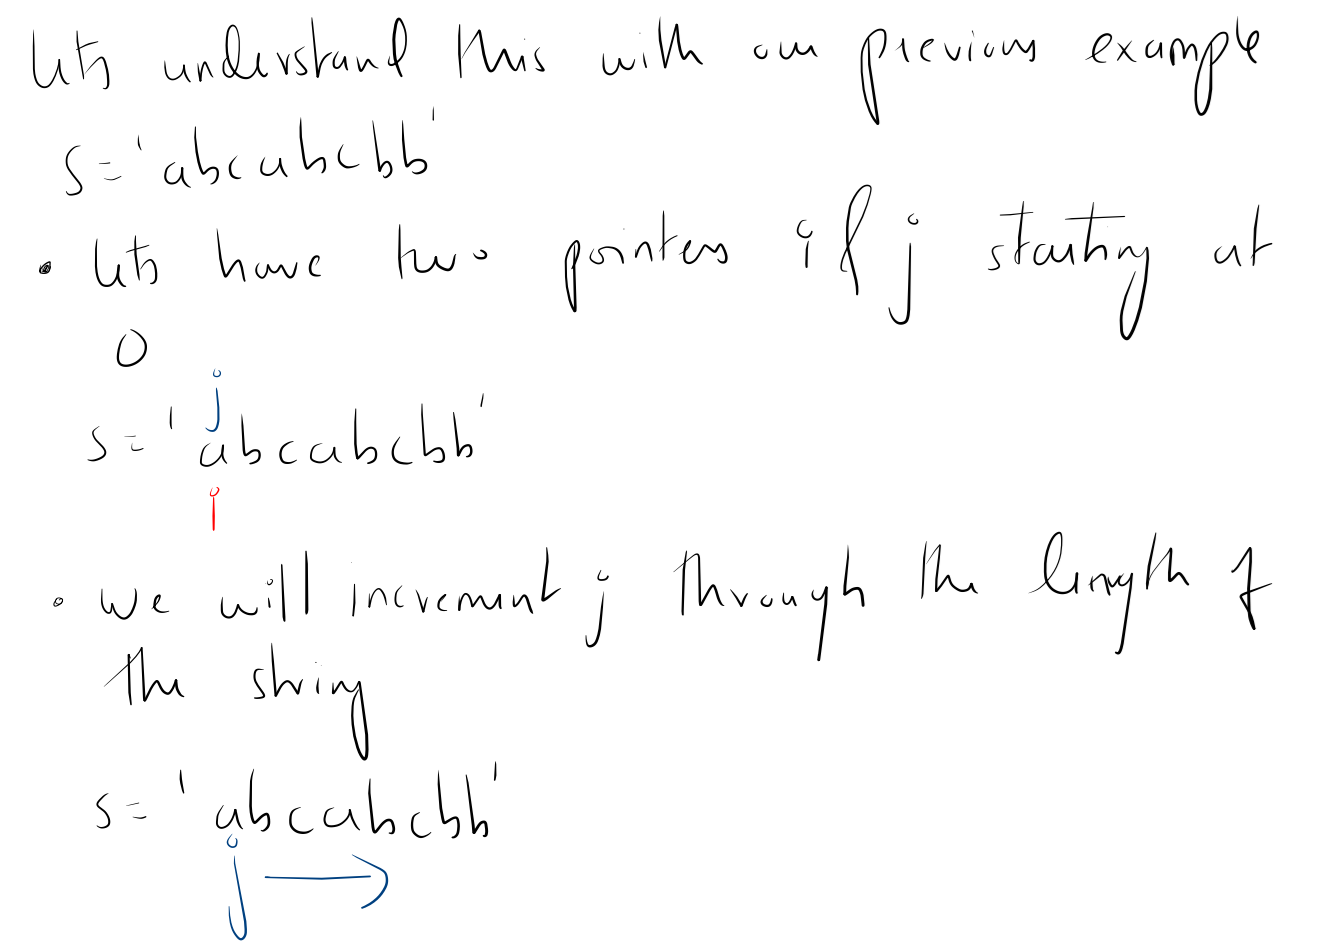 lets understand this with our previous example
s = 'abcabcbb'
• lets have two pointers i & j starting at
0
j
s = 'abcabcbb'
i
• we will increment j through the length of
the string
s = 'abcabcbb'
j →